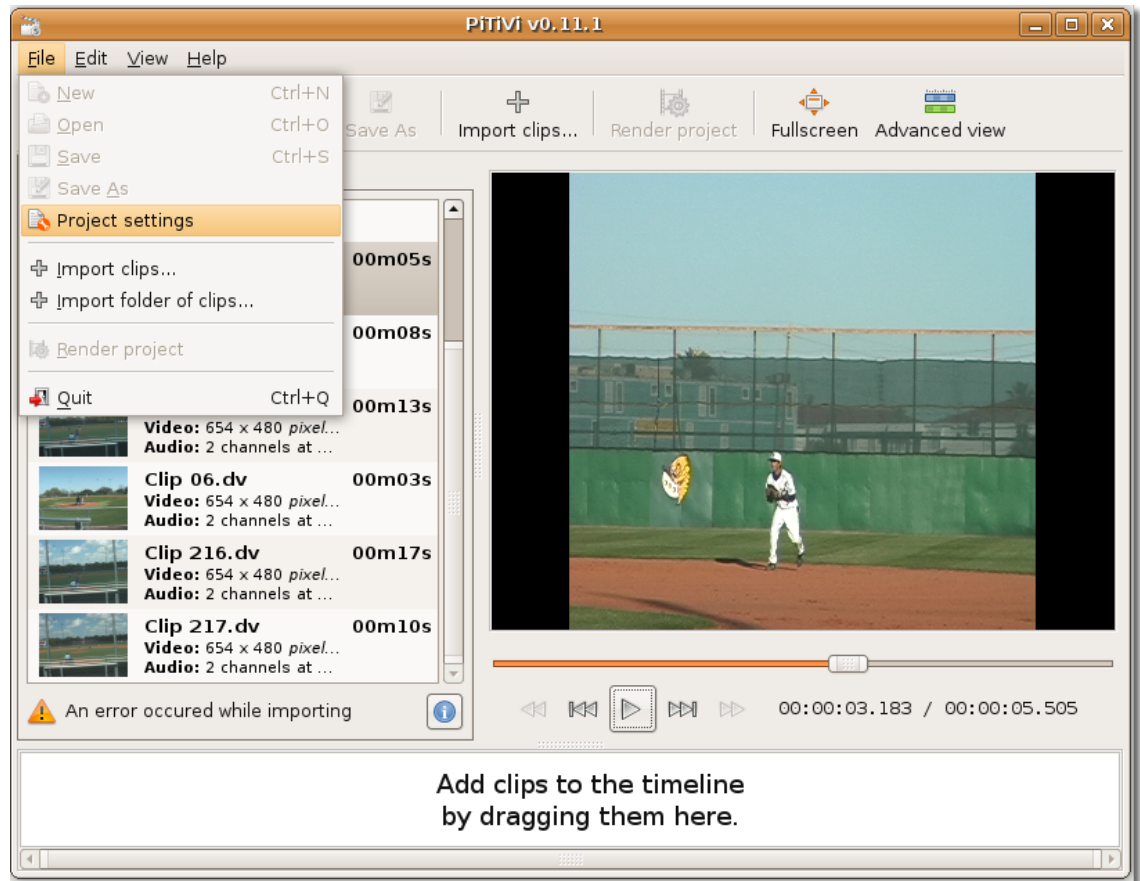 PiTiVi v0.11.1
File Edit View Help
New Ctrl+N
Open Ctrl+O
Save Ctrl+S
Save As
Project settings
Import clips...
Import folder of clips...
Render project
Quit Ctrl+Q
Save As
Import clips...
Render project
Fullscreen
Advanced view
00m05s
00m08s
00m13s
Video: 654 x 480 pixel...
Audio: 2 channels at ...
Clip 06.dv 00m03s
Video: 654 x 480 pixel...
Audio: 2 channels at ...
Clip 216.dv 00m17s
Video: 654 x 480 pixel...
Audio: 2 channels at ...
Clip 217.dv 00m10s
Video: 654 x 480 pixel...
Audio: 2 channels at ...
An error occured while importing
00:00:03.183 / 00:00:05.505
Add clips to the timeline
by dragging them here.